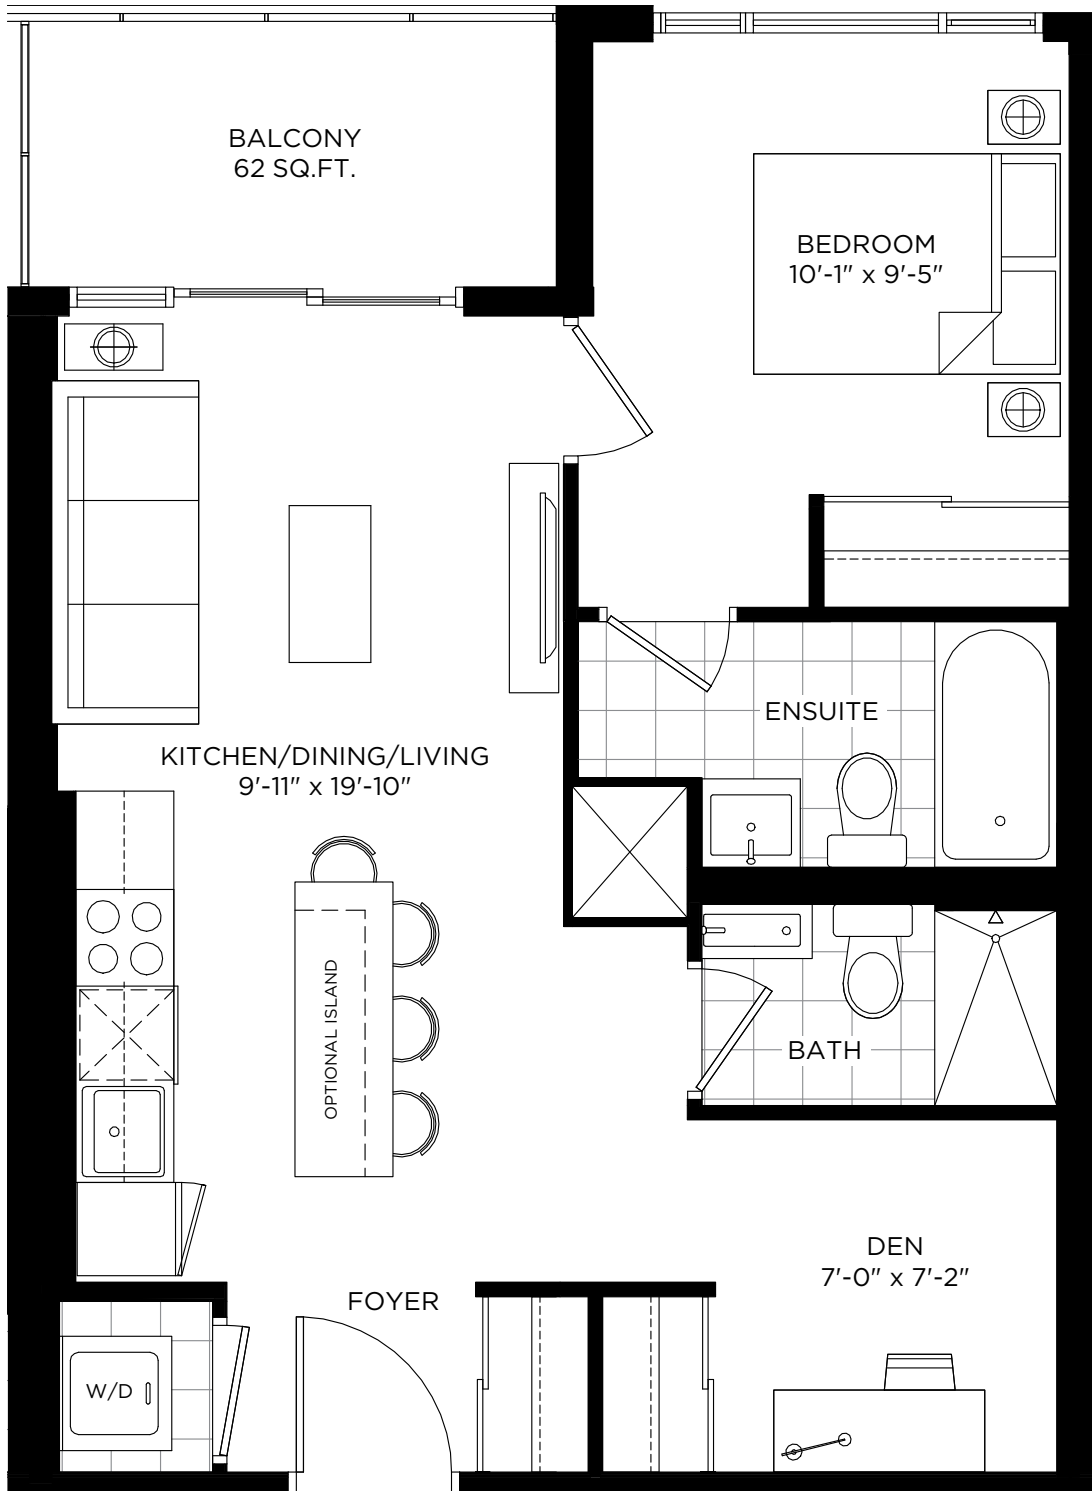 BALCONY
62 SQ.FT.
BEDROOM
10'-1" x 9'-5"
ENSUITE
KITCHEN/DINING/LIVING
9'-11" x 19'-10"
OPTIONAL ISLAND
BATH
DEN
7'-0" x 7'-2"
FOYER
W/D